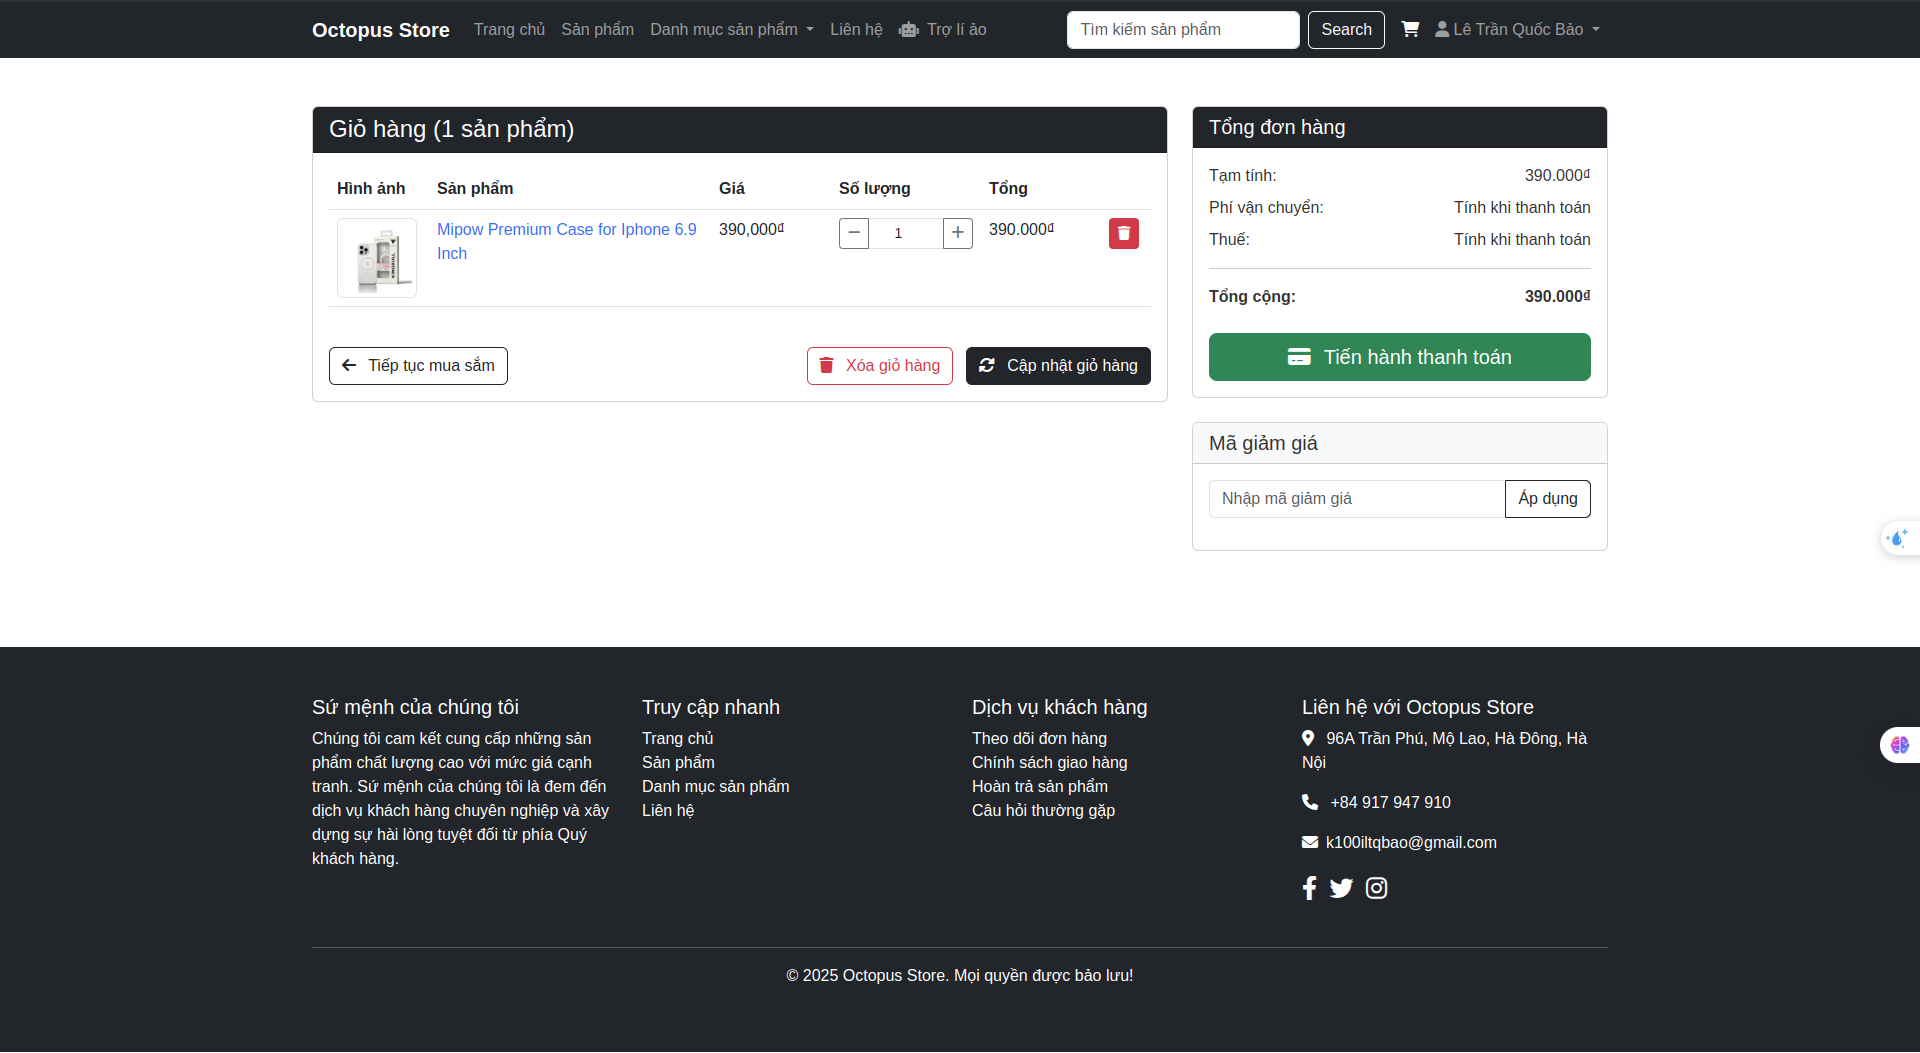 Octopus Store Trang chủ Sản phẩm Danh mục sản phẩm Liên hệ Trợ lí ảo Tìm kiếm sản phẩm Search Lê Trần Quốc Bảo
Giỏ hàng (1 sản phẩm)
Hình ảnh Sản phẩm Giá Số lượng Tổng
Mipow Premium Case for Iphone 6.9 390,000₫ 1 390.000₫
Inch
Tiếp tục mua sắm Xóa giỏ hàng Cập nhật giỏ hàng
Tổng đơn hàng
Tạm tính: 390.000₫
Phí vận chuyển: Tính khi thanh toán
Thuế: Tính khi thanh toán
Tổng cộng: 390.000₫
Tiến hành thanh toán
Mã giảm giá
Nhập mã giảm giá Áp dụng
Sứ mệnh của chúng tôi
Chúng tôi cam kết cung cấp những sản
phẩm chất lượng cao với mức giá cạnh
tranh. Sứ mệnh của chúng tôi là đem đến
dịch vụ khách hàng chuyên nghiệp và xây
dựng sự hài lòng tuyệt đối từ phía Quý
khách hàng.
Truy cập nhanh
Trang chủ
Sản phẩm
Danh mục sản phẩm
Liên hệ
Dịch vụ khách hàng
Theo dõi đơn hàng
Chính sách giao hàng
Hoàn trả sản phẩm
Câu hỏi thường gặp
Liên hệ với Octopus Store
96A Trần Phú, Mộ Lao, Hà Đông, Hà
Nội
+84 917 947 910
k100iltqbao@gmail.com
© 2025 Octopus Store. Mọi quyền được bảo lưu!